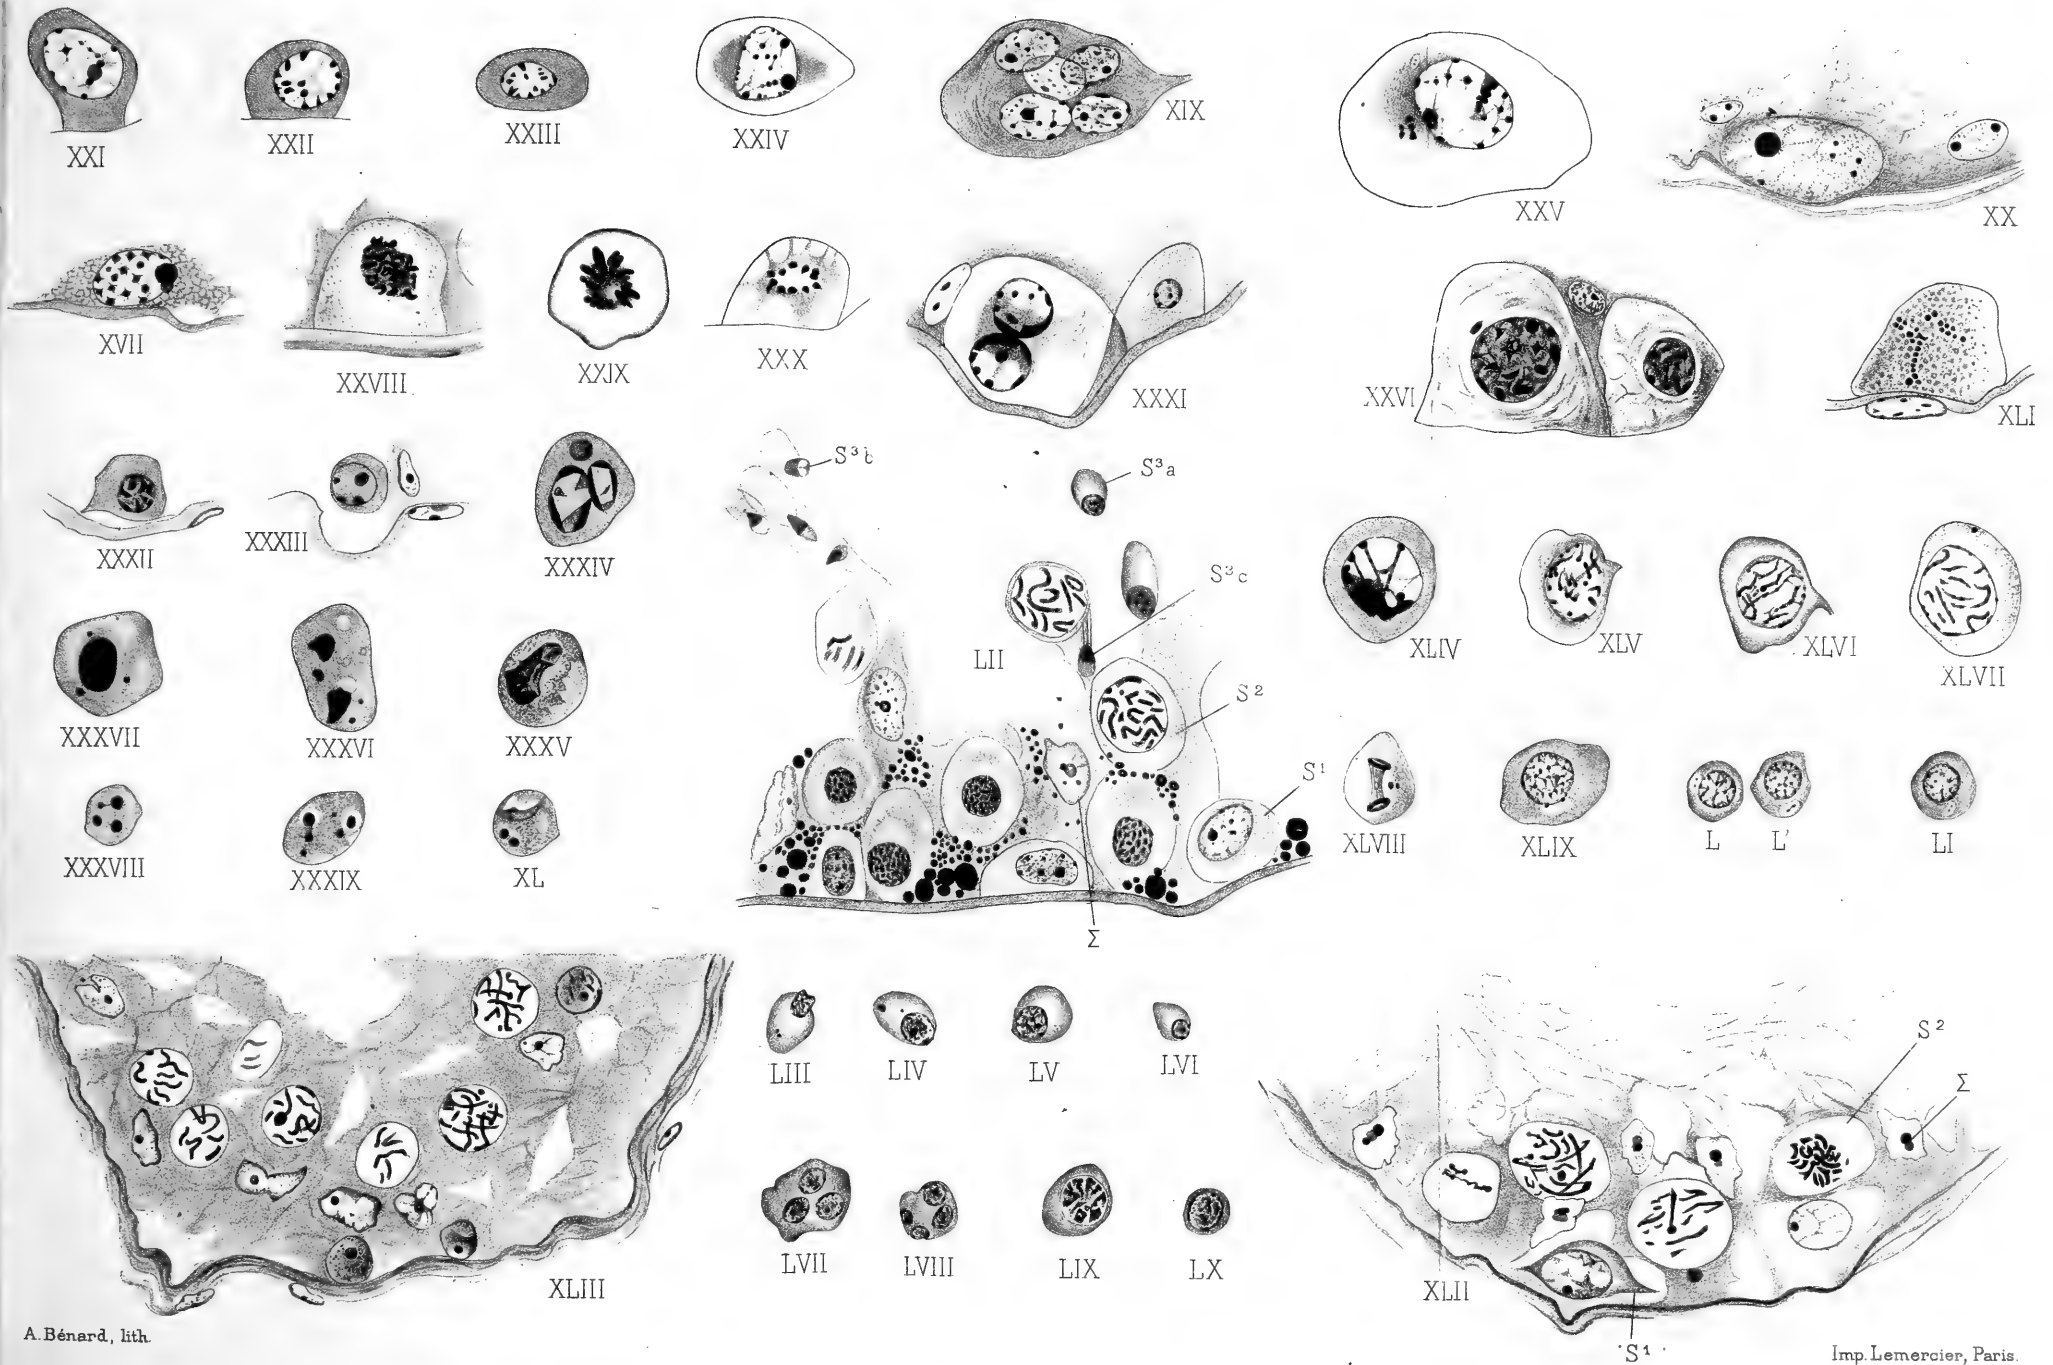 XXI XXII XXIII XXIV XIX XXV XX
XVII XXVIII XXIX XXX XXXI XXVI XLI
XXXII XXXIII XXXIV S³b S³a
S³c
LII S² S¹
XLIV XLV XLVI XLVII
XXXVII XXXVI XXXV
XLVIII XLIX L L' LI
XXXVIII XXXIX XL
Σ
LIII LIV LV LVI
S² Σ
LVII LVIII LIX LX
XLIII XLII
S¹
A. Bénard, lith.
Imp. Lemercier, Paris.